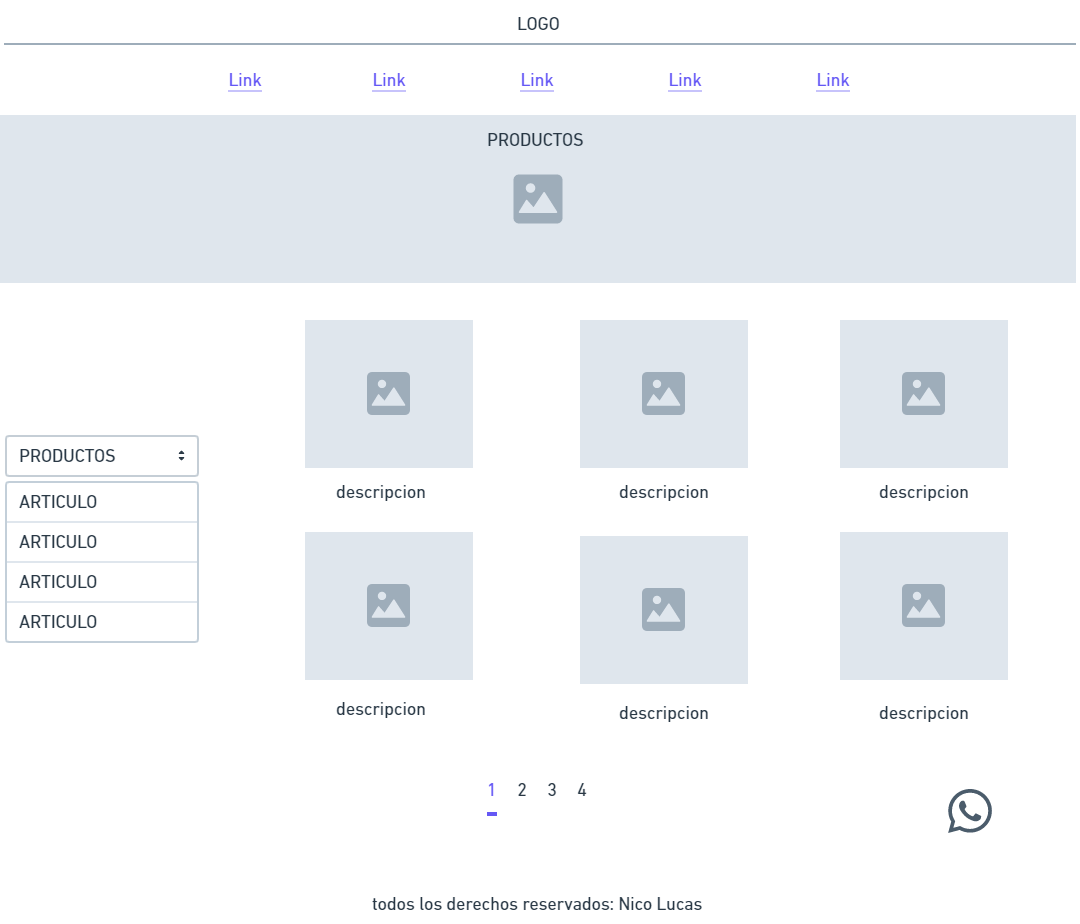 LOGO
Link Link Link Link Link
PRODUCTOS
PRODUCTOS
ARTICULO
ARTICULO
ARTICULO
ARTICULO
descripcion descripcion descripcion
descripcion descripcion descripcion
1 2 3 4
todos los derechos reservados: Nico Lucas